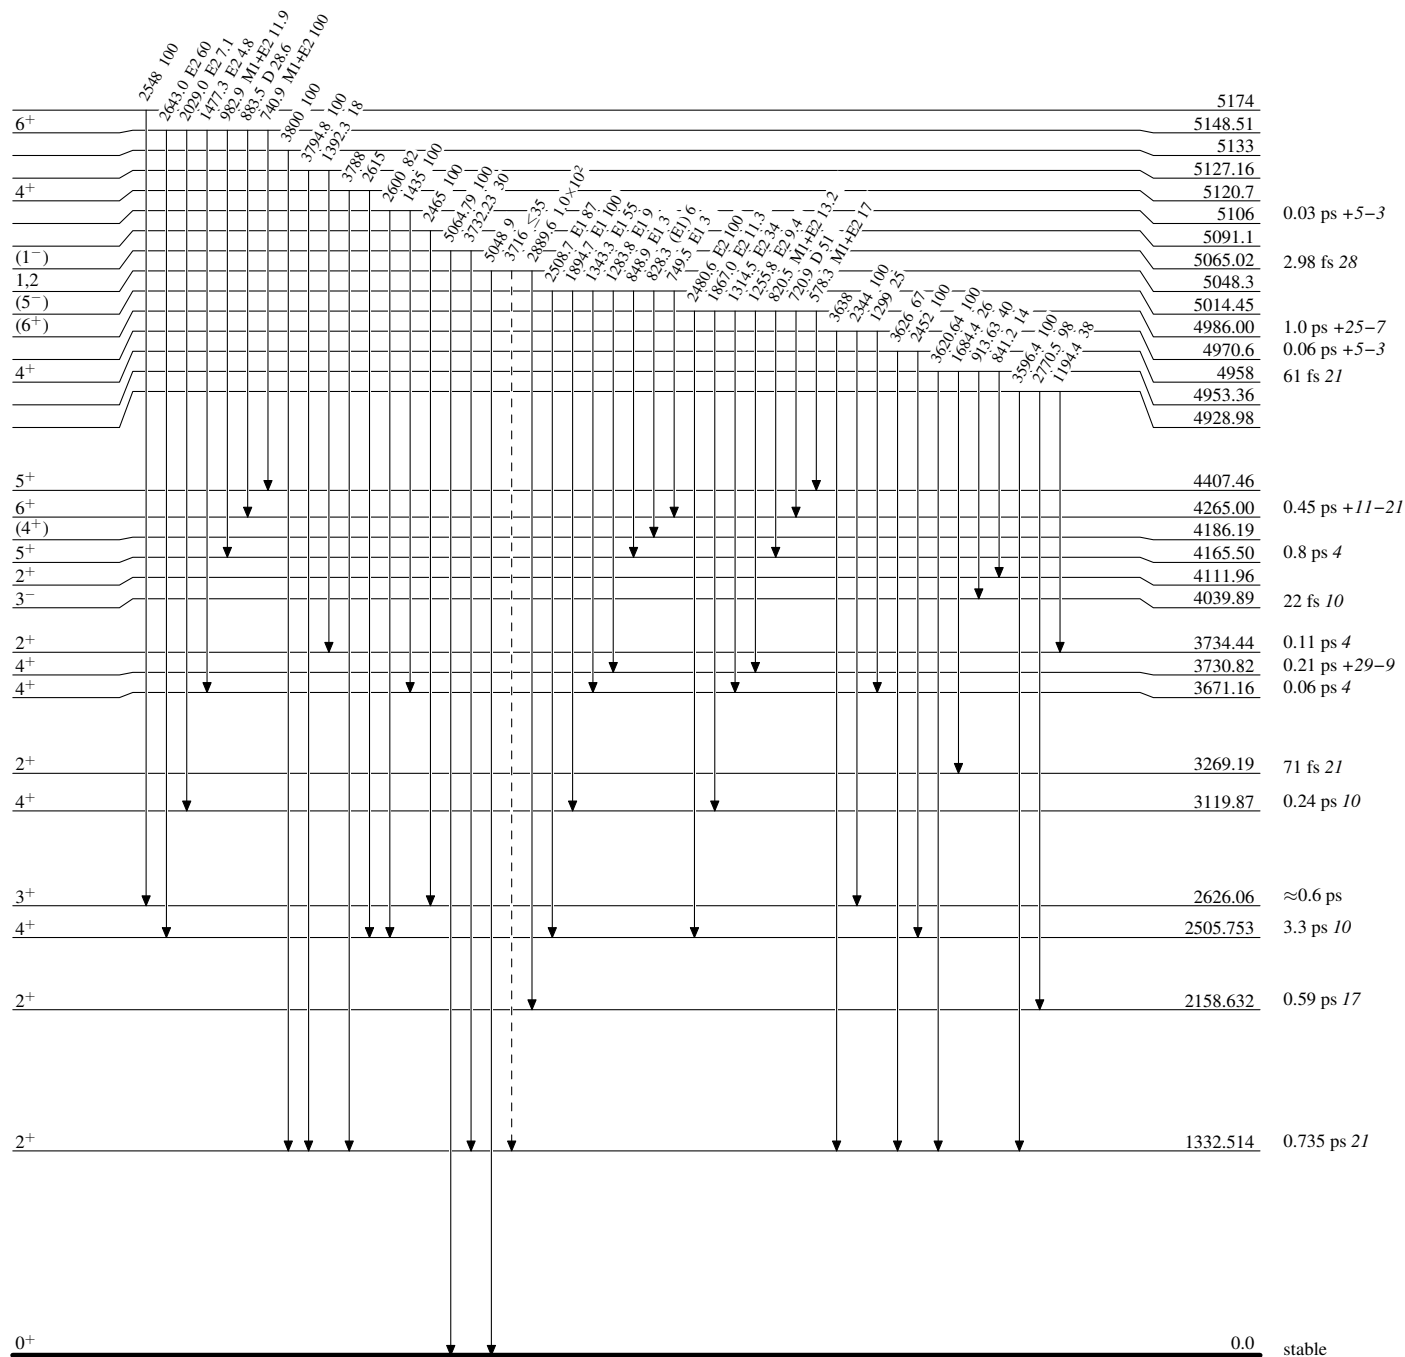 2548 100
2643.0 E2 60
2029.0 E2 7.1
1477.3 E2 4.8
982.9 M1+E2 11.9
883.5 D 28.6
740.9 M1+E2 100
3800 100
3794.8 100
1392.3 18
3788
2615
2600 82
1435 100
2465 100
5064.79 100
3732.23 30
5048 9
3716 ≤35
2889.6 1.0×10²
2508.7 E1 87
1894.7 E1 100
1343.3 E1 55
1283.8 E1 9
848.9 E1 3
828.3 (E1) 6
749.5 E1 3
2480.6 E2 100
1867.0 E2 11.3
1314.5 E2 34
1255.8 E2 9.4
820.5 M1+E2 13.2
720.9 D 51
578.3 M1+E2 17
3638
2344 100
1299 25
3626 67
2452 100
3620.64 100
1684.4 26
913.63 40
841.2 14
3596.4 100
2770.5 98
1194.4 38
5174
6⁺ 5148.51
5133
5127.16
4⁺ 5120.7
5106 0.03 ps +5−3
5091.1
(1⁻) 5065.02 2.98 fs 28
1,2 5048.3
(5⁻) 5014.45
(6⁺) 4986.00 1.0 ps +25−7
4970.6 0.06 ps +5−3
4⁺ 4958 61 fs 21
4953.36
4928.98
5⁺ 4407.46
6⁺ 4265.00 0.45 ps +11−21
(4⁺) 4186.19
5⁺ 4165.50 0.8 ps 4
2⁺ 4111.96
3⁻ 4039.89 22 fs 10
2⁺ 3734.44 0.11 ps 4
4⁺ 3730.82 0.21 ps +29−9
4⁺ 3671.16 0.06 ps 4
2⁺ 3269.19 71 fs 21
4⁺ 3119.87 0.24 ps 10
3⁺ 2626.06 ≈0.6 ps
4⁺ 2505.753 3.3 ps 10
2⁺ 2158.632 0.59 ps 17
2⁺ 1332.514 0.735 ps 21
0⁺ 0.0 stable